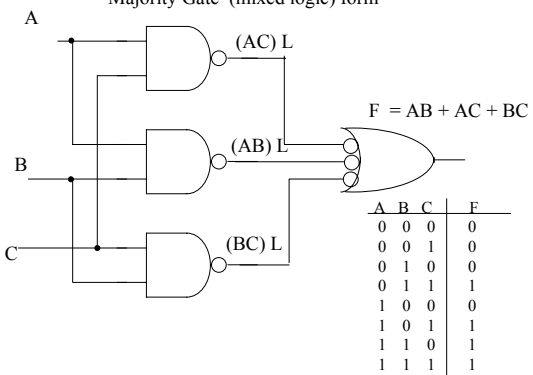 Majority Gate (mixed logic) form
A
(AC) L
F = AB + AC + BC
(AB) L
B
C
(BC) L
A B C F
0 0 0 0
0 0 1 0
0 1 0 0
0 1 1 1
1 0 0 0
1 0 1 1
1 1 0 1
1 1 1 1